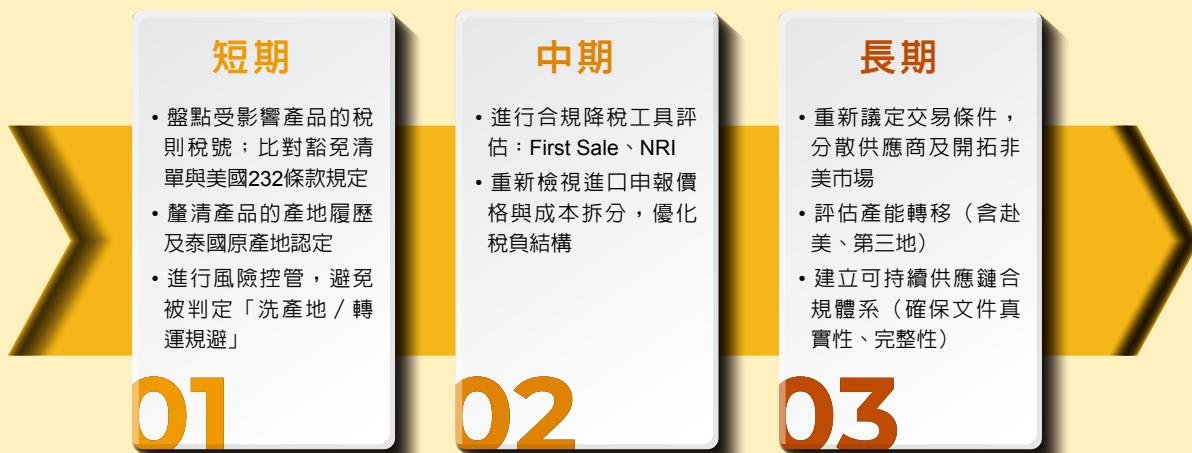 短期
• 盤點受影響產品的稅
則稅號；比對豁免清
單與美國232條款規定
• 釐清產品的產地履歷
及泰國原產地認定
• 進行風險控管，避免
被判定「洗產地／轉
運規避」
01
中期
• 進行合規降稅工具評
估：First Sale、NRI
• 重新檢視進口申報價
格與成本拆分，優化
稅負結構
02
長期
• 重新議定交易條件，
分散供應商及開拓非
美市場
• 評估產能轉移（含赴
美、第三地）
• 建立可持續供應鏈合
規體系（確保文件真
實性、完整性）
03